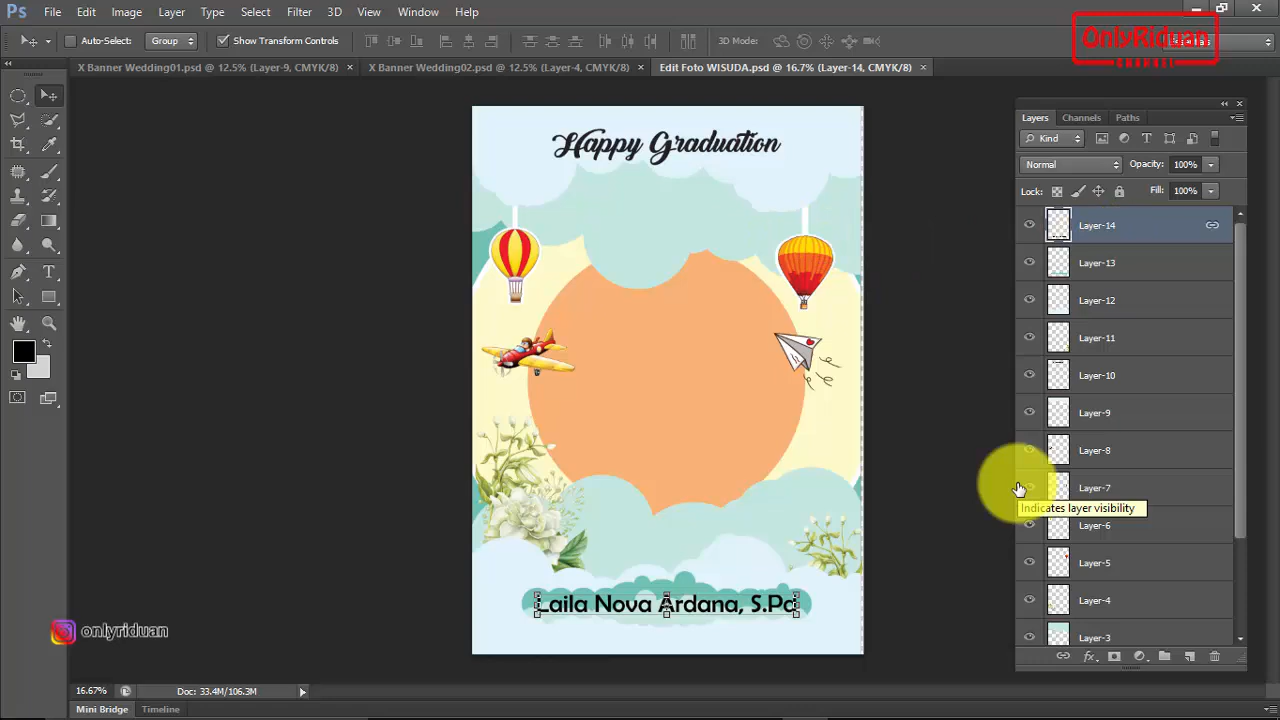 Ps File Edit Image Layer Type Select Filter 3D View Window Help
Auto-Select: Group Show Transform Controls 3D Mode:
OnlyRiduan
X Banner Wedding01.psd @ 12.5% (Layer-9, CMYK/8) × X Banner Wedding02.psd @ 12.5% (Layer-4, CMYK/8) × Edit Foto WISUDA.psd @ 16.7% (Layer-14, CMYK/8) ×
Happy Graduation
Laila Nova Ardana, S.Pd
Layers Channels Paths
Kind
Normal Opacity: 100%
Lock: Fill: 100%
Layer-14
Layer-13
Layer-12
Layer-11
Layer-10
Layer-9
Layer-8
Layer-7
Indicates layer visibility
Layer-6
Layer-5
Layer-4
Layer-3
fx
onlyriduan
16.67% Doc: 33.4M/106.3M
Mini Bridge Timeline